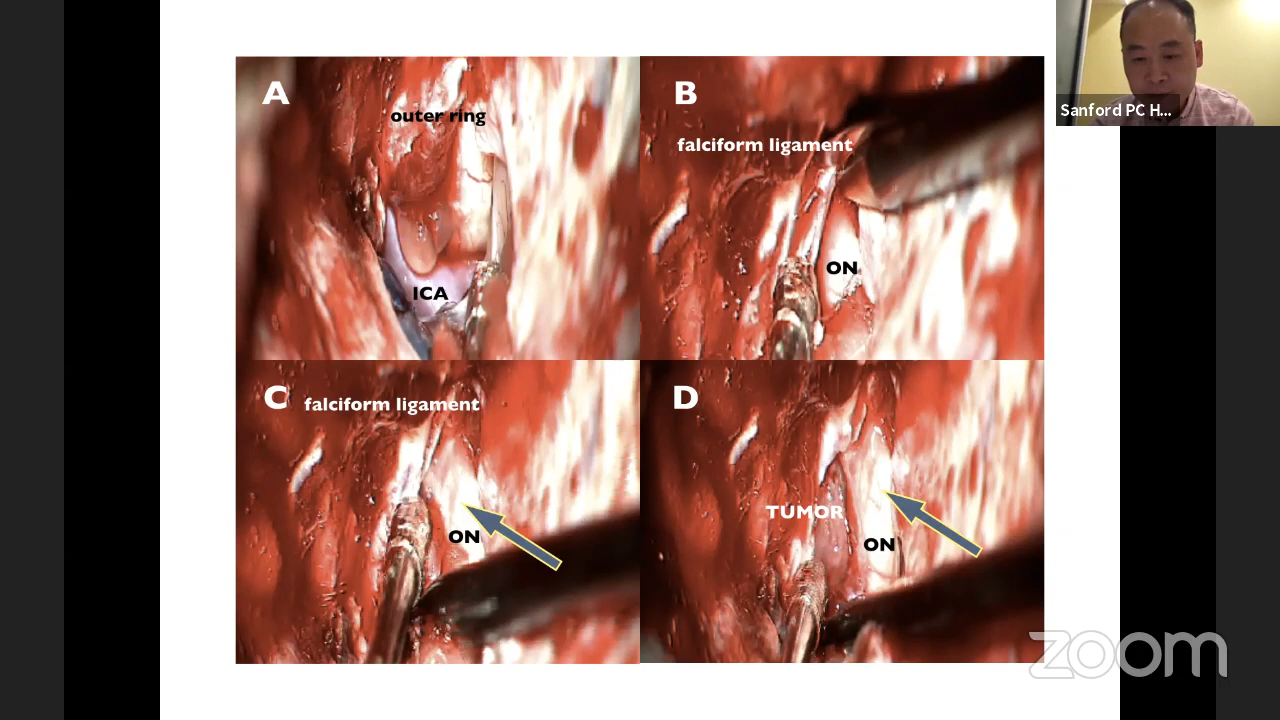 A
outer ring
ICA
B
falciform ligament
ON
C
falciform ligament
ON
D
TUMOR
ON
Sanford PC H...
zoom